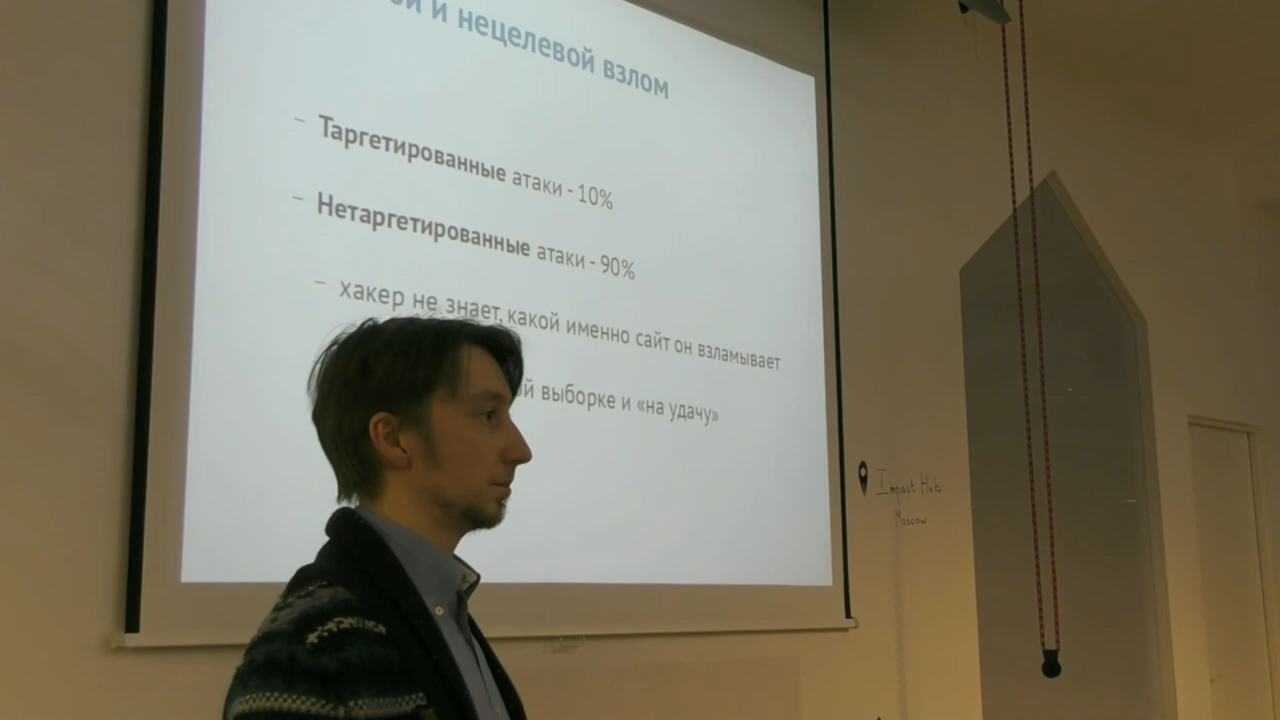 и нецелевой взлом
– Таргетированные атаки - 10%
– Нетаргетированные атаки - 90%
– хакер не знает, какой именно сайт он взламывает
выборке и «на удачу»
Impact Hub
Moscow